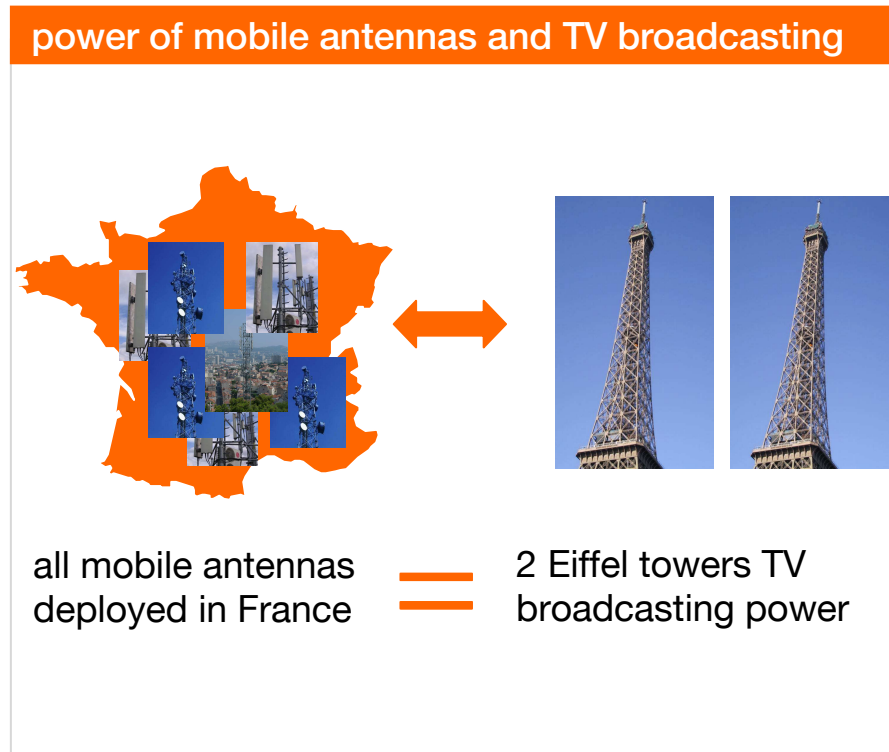 power of mobile antennas and TV broadcasting
all mobile antennas
deployed in France
2 Eiffel towers TV
broadcasting power